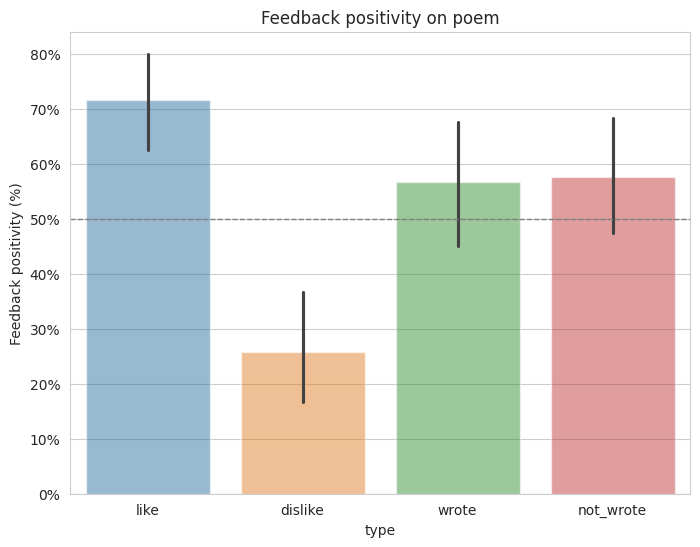 Feedback positivity on poem
Feedback positivity (%)
80%
70%
60%
50%
40%
30%
20%
10%
0%
like dislike wrote not_wrote
type